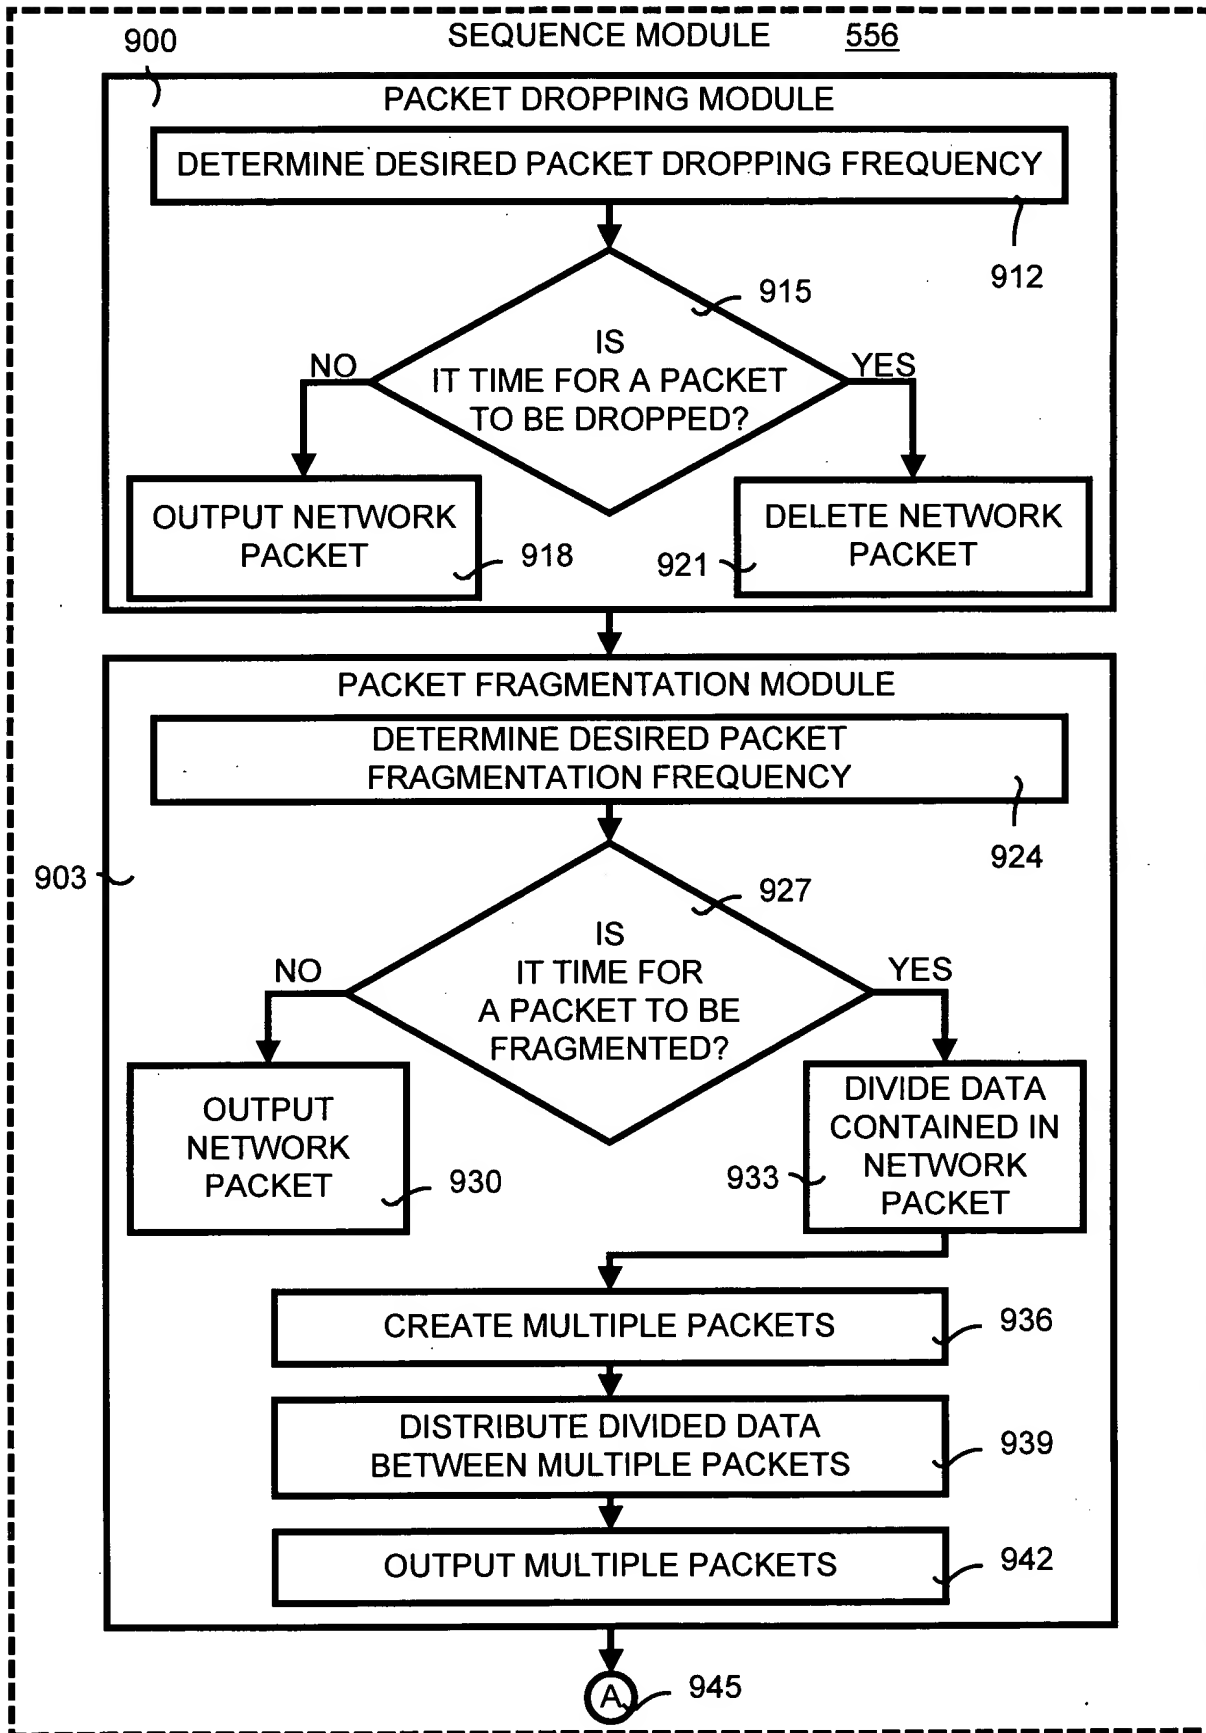 SEQUENCE MODULE 556
900
PACKET DROPPING MODULE
DETERMINE DESIRED PACKET DROPPING FREQUENCY
912
915
IS
IT TIME FOR A PACKET
TO BE DROPPED?
NO
YES
OUTPUT NETWORK
PACKET
918
DELETE NETWORK
PACKET
921
PACKET FRAGMENTATION MODULE
DETERMINE DESIRED PACKET
FRAGMENTATION FREQUENCY
924
903
927
IS
IT TIME FOR
A PACKET TO BE
FRAGMENTED?
NO
YES
OUTPUT
NETWORK
PACKET
930
DIVIDE DATA
CONTAINED IN
NETWORK
PACKET
933
CREATE MULTIPLE PACKETS
936
DISTRIBUTE DIVIDED DATA
BETWEEN MULTIPLE PACKETS
939
OUTPUT MULTIPLE PACKETS
942
A
945